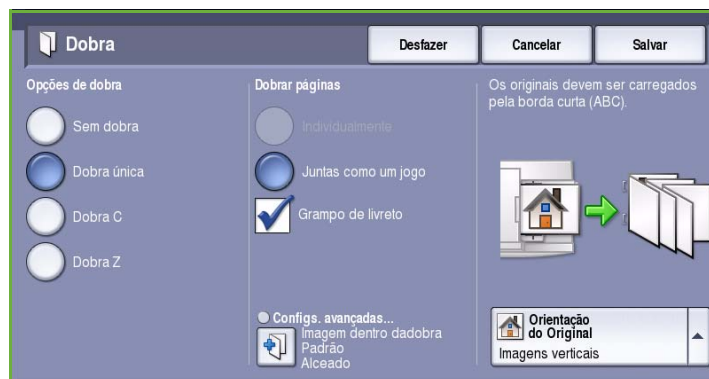 Dobra
Desfazer
Cancelar
Salvar
Opções de dobra
Sem dobra
Dobra única
Dobra C
Dobra Z
Dobrar páginas
Individualmente
Juntas como um jogo
Grampo de livreto
Configs. avançadas...
Imagem dentro dadobra
Padrão
Alceado
Os originais devem ser carregados
pela borda curta (ABC).
Orientação
do Original
Imagens verticais